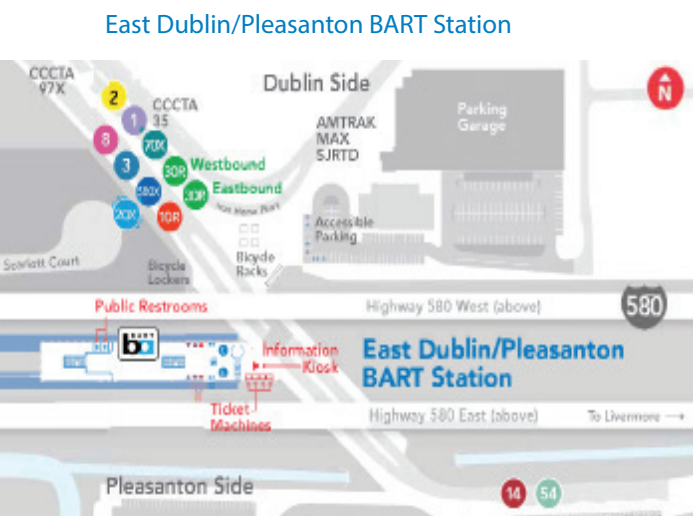 East Dublin/Pleasanton BART Station
CCCTA
97X
Dublin Side
2
CCCTA
1
35
Parking
Garage
N
AMTRAK
MAX
SJRTD
8
70X
3
30R
Westbound
580X
30R
Eastbound
20X
10R
Iron Horse
Accessible
Parking
Scarlett Court
Bicycle
Lockers
Bicycle
Racks
Public Restrooms
Highway 580 West (above)
580
BART
ba
Information
Kiosk
East Dublin/Pleasanton
BART Station
Ticket
Machines
Highway 580 East (above)
To Livermore
Pleasanton Side
14
54